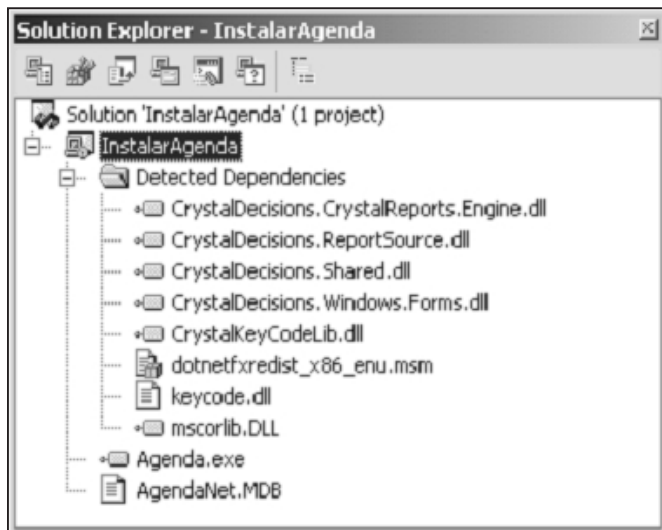 Solution Explorer - InstalarAgenda
Solution 'InstalarAgenda' (1 project)
InstalarAgenda
Detected Dependencies
CrystalDecisions.CrystalReports.Engine.dll
CrystalDecisions.ReportSource.dll
CrystalDecisions.Shared.dll
CrystalDecisions.Windows.Forms.dll
CrystalKeyCodeLib.dll
dotnetfxredist_x86_enu.msm
keycode.dll
mscorlib.DLL
Agenda.exe
AgendaNet.MDB